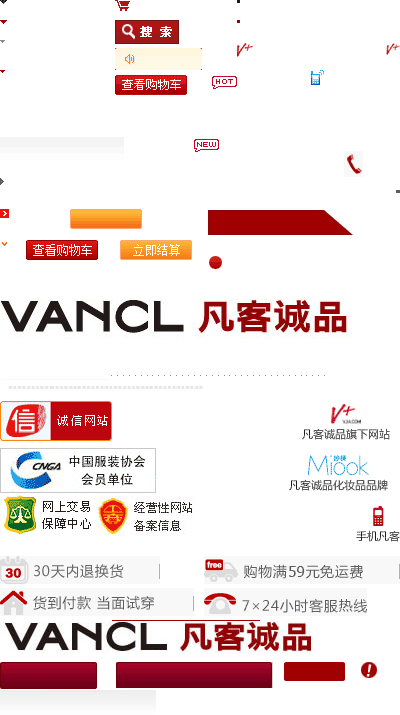 搜 索
V+
V+
查看购物车
HOT
NEW
查看购物车
立即结算
VANCL 凡客诚品
信 诚信网站
V+
凡客诚品旗下网站
CNGA 中国服装协会
会员单位
妙棵
Miook
凡客诚品化妆品品牌
网上交易
保障中心
经营性网站
备案信息
手机凡客
30 30天内退换货
free 购物满59元免运费
货到付款 当面试穿
7×24小时客服热线
VANCL 凡客诚品